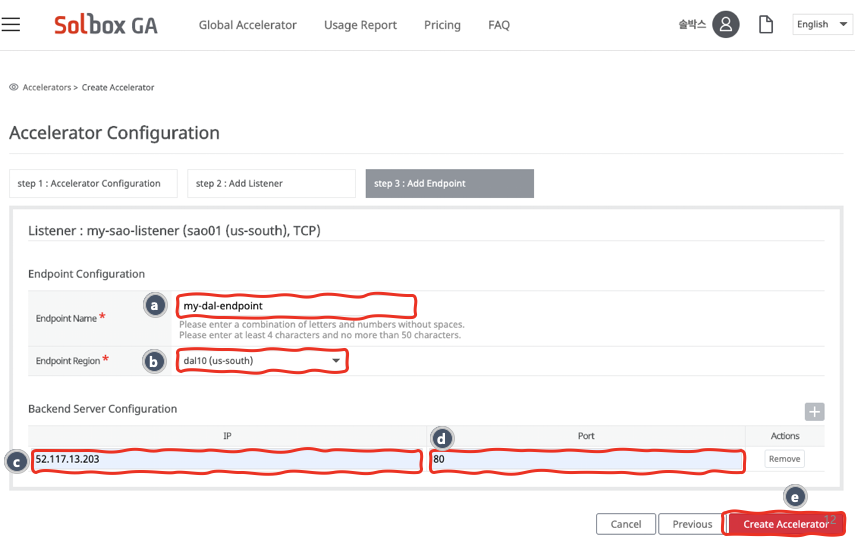 Solbox GA
Global Accelerator
Usage Report
Pricing
FAQ
솔박스
English
Accelerators > Create Accelerator
Accelerator Configuration
step 1 : Accelerator Configuration
step 2 : Add Listener
step 3 : Add Endpoint
Listener : my-sao-listener (sao01 (us-south), TCP)
Endpoint Configuration
a
Endpoint Name *
my-dal-endpoint
Please enter a combination of letters and numbers without spaces.
Please enter at least 4 characters and no more than 50 characters.
Endpoint Region *
b
dal10 (us-south)
Backend Server Configuration
+
IP
d
Port
Actions
c
52.117.13.203
80
Remove
e
Cancel
Previous
Create Accelerator
12